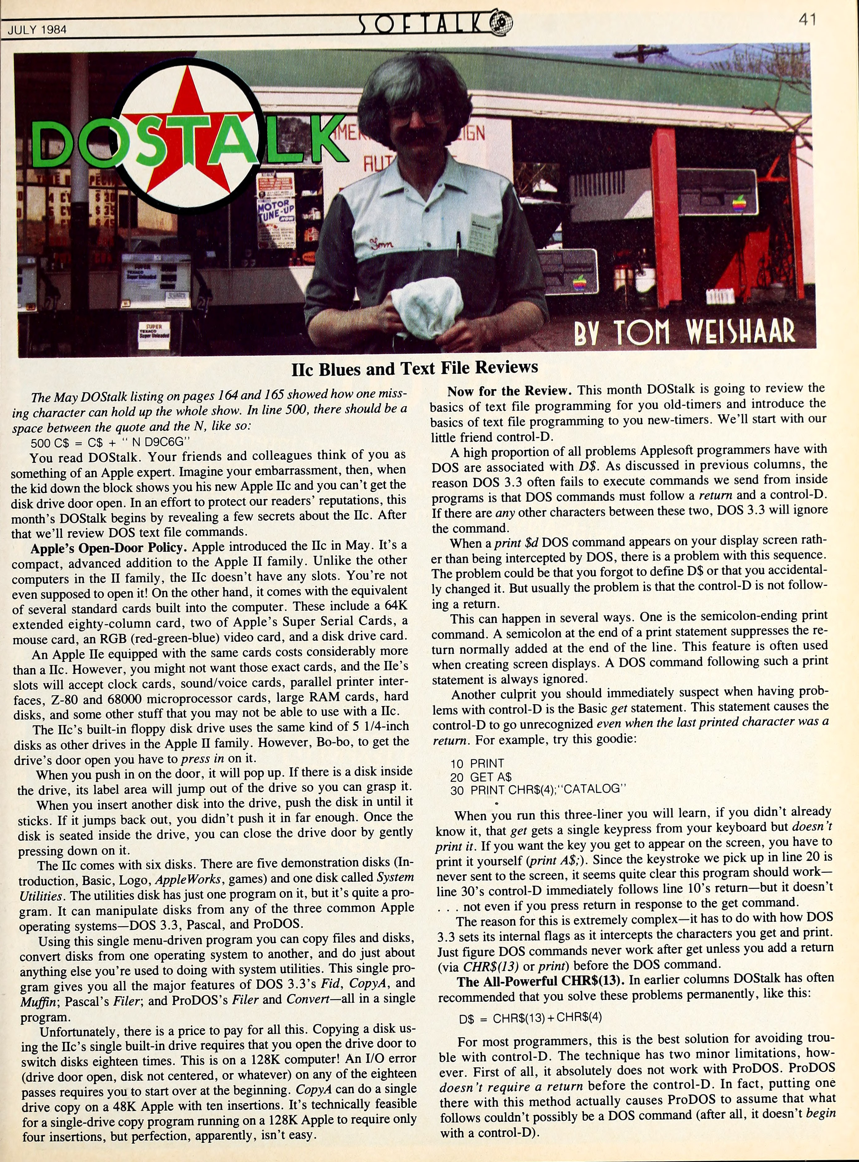 JULY 1984
SOFTALK
41
DOSTALK
MOTOR
TUNE-UP
Tom
SUPER
TEXACO
Super Unleaded
BY TOM WEISHAAR
IIc Blues and Text File Reviews
The May DOStalk listing on pages 164 and 165 showed how one miss-
ing character can hold up the whole show. In line 500, there should be a
space between the quote and the N, like so:
500 C$ = C$ + " N D9C6G"
You read DOStalk. Your friends and colleagues think of you as
something of an Apple expert. Imagine your embarrassment, then, when
the kid down the block shows you his new Apple IIc and you can't get the
disk drive door open. In an effort to protect our readers' reputations, this
month's DOStalk begins by revealing a few secrets about the IIc. After
that we'll review DOS text file commands.
Apple's Open-Door Policy. Apple introduced the IIc in May. It's a
compact, advanced addition to the Apple II family. Unlike the other
computers in the II family, the IIc doesn't have any slots. You're not
even supposed to open it! On the other hand, it comes with the equivalent
of several standard cards built into the computer. These include a 64K
extended eighty-column card, two of Apple's Super Serial Cards, a
mouse card, an RGB (red-green-blue) video card, and a disk drive card.
An Apple IIe equipped with the same cards costs considerably more
than a IIc. However, you might not want those exact cards, and the IIe's
slots will accept clock cards, sound/voice cards, parallel printer inter-
faces, Z-80 and 68000 microprocessor cards, large RAM cards, hard
disks, and some other stuff that you may not be able to use with a IIc.
The IIc's built-in floppy disk drive uses the same kind of 5 1/4-inch
disks as other drives in the Apple II family. However, Bo-bo, to get the
drive's door open you have to press in on it.
When you push in on the door, it will pop up. If there is a disk inside
the drive, its label area will jump out of the drive so you can grasp it.
When you insert another disk into the drive, push the disk in until it
sticks. If it jumps back out, you didn't push it in far enough. Once the
disk is seated inside the drive, you can close the drive door by gently
pressing down on it.
The IIc comes with six disks. There are five demonstration disks (In-
troduction, Basic, Logo, AppleWorks, games) and one disk called System
Utilities. The utilities disk has just one program on it, but it's quite a pro-
gram. It can manipulate disks from any of the three common Apple
operating systems—DOS 3.3, Pascal, and ProDOS.
Using this single menu-driven program you can copy files and disks,
convert disks from one operating system to another, and do just about
anything else you're used to doing with system utilities. This single pro-
gram gives you all the major features of DOS 3.3's Fid, CopyA, and
Muffin; Pascal's Filer; and ProDOS's Filer and Convert—all in a single
program.
Unfortunately, there is a price to pay for all this. Copying a disk us-
ing the IIc's single built-in drive requires that you open the drive door to
switch disks eighteen times. This is on a 128K computer! An I/O error
(drive door open, disk not centered, or whatever) on any of the eighteen
passes requires you to start over at the beginning. CopyA can do a single
drive copy on a 48K Apple with ten insertions. It's technically feasible
for a single-drive copy program running on a 128K Apple to require only
four insertions, but perfection, apparently, isn't easy.
Now for the Review. This month DOStalk is going to review the
basics of text file programming for you old-timers and introduce the
basics of text file programming to you new-timers. We'll start with our
little friend control-D.
A high proportion of all problems Applesoft programmers have with
DOS are associated with D$. As discussed in previous columns, the
reason DOS 3.3 often fails to execute commands we send from inside
programs is that DOS commands must follow a return and a control-D.
If there are any other characters between these two, DOS 3.3 will ignore
the command.
When a print $d DOS command appears on your display screen rath-
er than being intercepted by DOS, there is a problem with this sequence.
The problem could be that you forgot to define D$ or that you accidental-
ly changed it. But usually the problem is that the control-D is not follow-
ing a return.
This can happen in several ways. One is the semicolon-ending print
command. A semicolon at the end of a print statement suppresses the re-
turn normally added at the end of the line. This feature is often used
when creating screen displays. A DOS command following such a print
statement is always ignored.
Another culprit you should immediately suspect when having prob-
lems with control-D is the Basic get statement. This statement causes the
control-D to go unrecognized even when the last printed character was a
return. For example, try this goodie:
10 PRINT
20 GET A$
30 PRINT CHR$(4);"CATALOG"
When you run this three-liner you will learn, if you didn't already
know it, that get gets a single keypress from your keyboard but doesn't
print it. If you want the key you get to appear on the screen, you have to
print it yourself (print A$;). Since the keystroke we pick up in line 20 is
never sent to the screen, it seems quite clear this program should work—
line 30's control-D immediately follows line 10's return—but it doesn't
. . . not even if you press return in response to the get command.
The reason for this is extremely complex—it has to do with how DOS
3.3 sets its internal flags as it intercepts the characters you get and print.
Just figure DOS commands never work after get unless you add a return
(via CHR$(13) or print) before the DOS command.
The All-Powerful CHR$(13). In earlier columns DOStalk has often
recommended that you solve these problems permanently, like this:
D$ = CHR$(13)+CHR$(4)
For most programmers, this is the best solution for avoiding trou-
ble with control-D. The technique has two minor limitations, how-
ever. First of all, it absolutely does not work with ProDOS. ProDOS
doesn't require a return before the control-D. In fact, putting one
there with this method actually causes ProDOS to assume that what
follows couldn't possibly be a DOS command (after all, it doesn't begin
with a control-D).